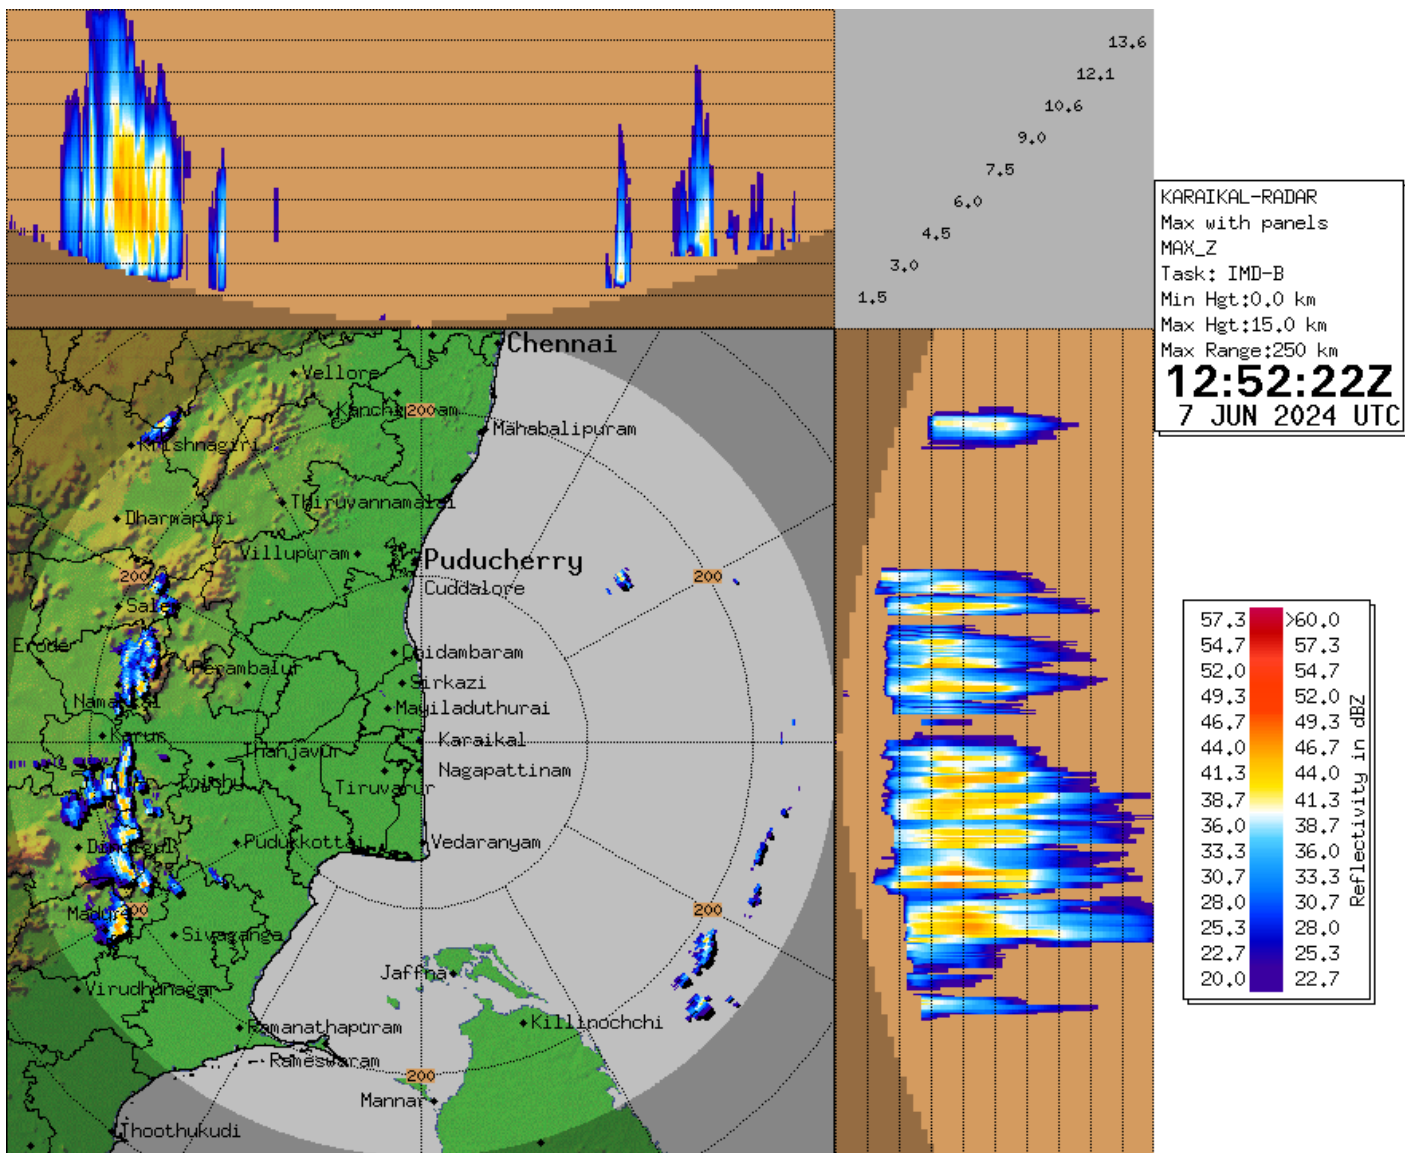 13.6
12.1
10.6
9.0
7.5
6.0
4.5
3.0
1.5
KARAIKAL-RADAR
Max with panels
MAX_Z
Task: IMD-B
Min Hgt:0.0 km
Max Hgt:15.0 km
Max Range:250 km
12:52:22Z
7 JUN 2024 UTC
Chennai
Vellore
200
Mahabalipuram
Krishnagiri
Thiruvannamalai
Dharmapuri
Villupuram
Puducherry
200
200
Cuddalore
Erode
Chidambaram
Perambalur
Sirkazi
Mayiladuthurai
Karur
Karaikal
Thanjavur
Nagapattinam
Tiruvarur
Pudukkottai
Vedaranyam
200
Sivaganga
Jaffna
Virudhunagar
Killinochchi
Ramanathapuram
Rameswaram
200
Mannar
Thoothukudi
57.3 >60.0
54.7 57.3
52.0 54.7
49.3 52.0
46.7 49.3
44.0 46.7
41.3 44.0
38.7 41.3
36.0 38.7
33.3 36.0
30.7 33.3
28.0 30.7
25.3 28.0
22.7 25.3
20.0 22.7
Reflectivity in dBZ